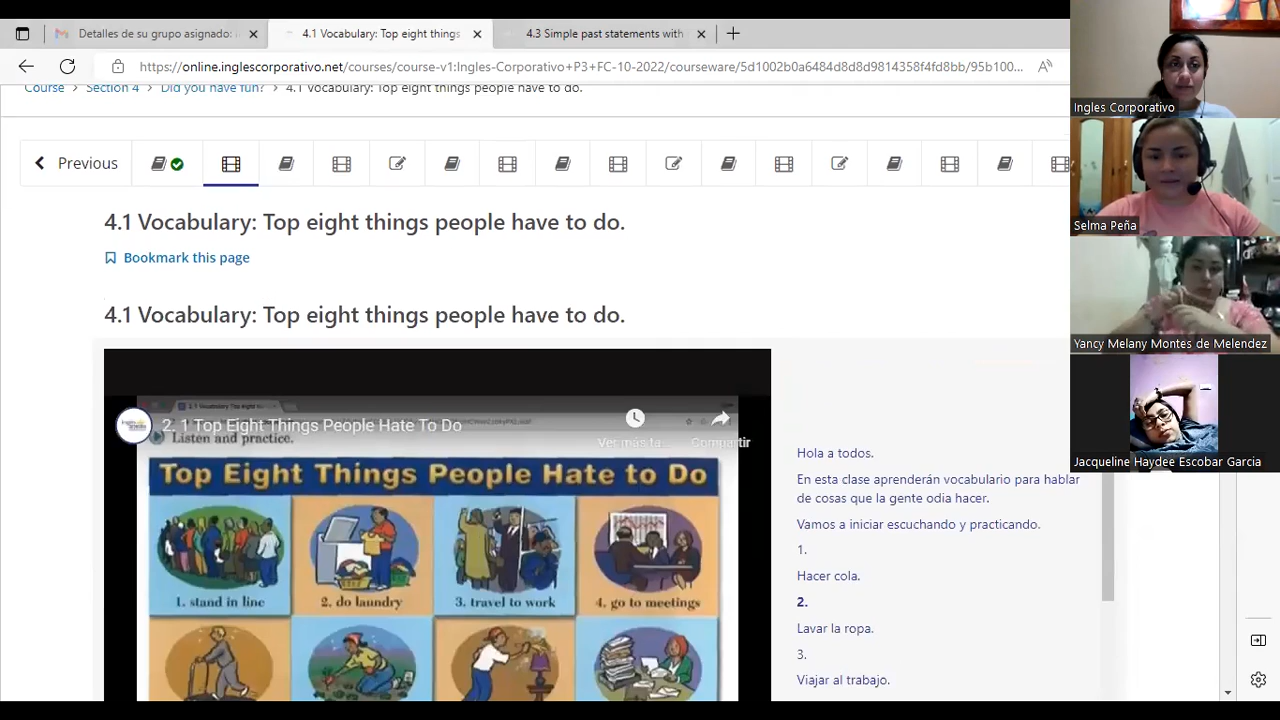 Detalles de su grupo asignado:
4.1 Vocabulary: Top eight things
4.3 Simple past statements with
https://online.inglescorporativo.net/courses/course-v1:Ingles-Corporativo+P3+FC-10-2022/courseware/5d1002b0a6484d8d8d9814358f4fd8bb/95b100...
Course > Section 4 > Did you have fun? > 4.1 Vocabulary: Top eight things people have to do.
Previous
4.1 Vocabulary: Top eight things people have to do.
Bookmark this page
4.1 Vocabulary: Top eight things people have to do.
2. 1 Top Eight Things People Hate To Do
Ver más ta...
Compartir
Listen and practice.
Top Eight Things People Hate to Do
1. stand in line
2. do laundry
3. travel to work
4. go to meetings
Hola a todos.
En esta clase aprenderán vocabulario para hablar
de cosas que la gente odia hacer.
Vamos a iniciar escuchando y practicando.
1.
Hacer cola.
2.
Lavar la ropa.
3.
Viajar al trabajo.
Ingles Corporativo
Selma Peña
Yancy Melany Montes de Melendez
Jacqueline Haydee Escobar Garcia